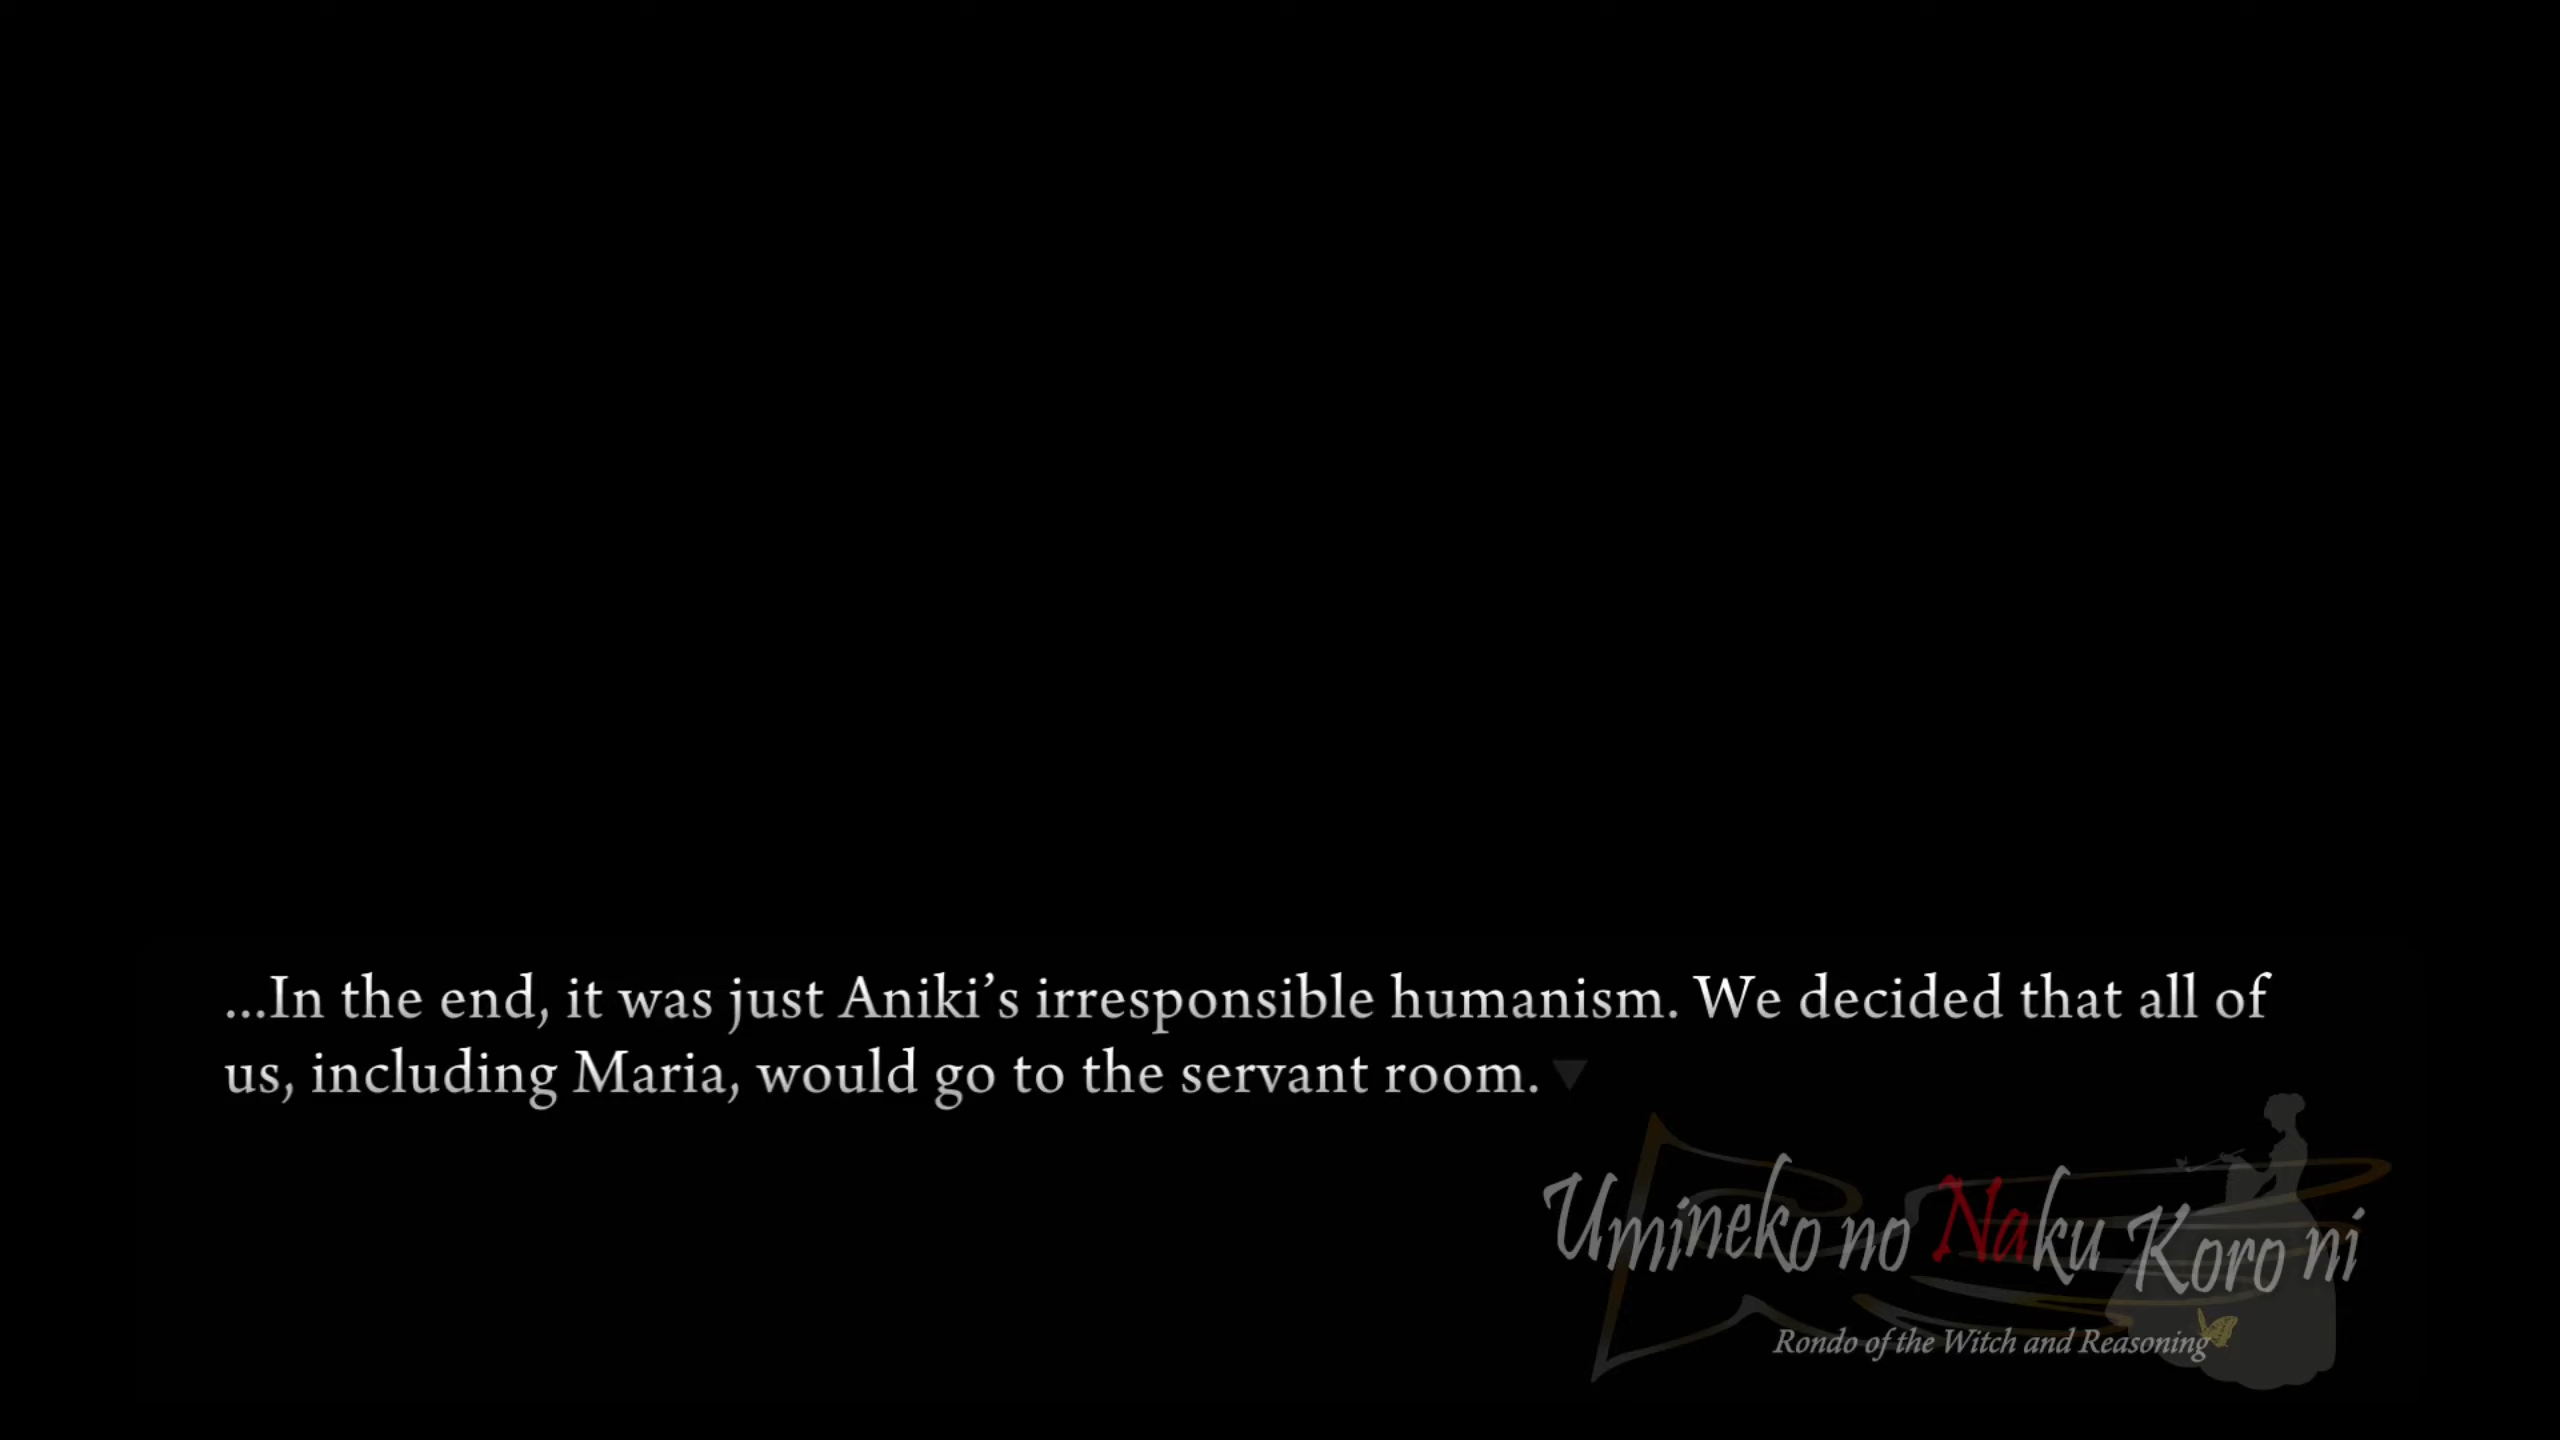 ...In the end, it was just Aniki’s irresponsible humanism. We decided that all of
us, including Maria, would go to the servant room.
Umineko no Naku Koro ni
Rondo of the Witch and Reasoning